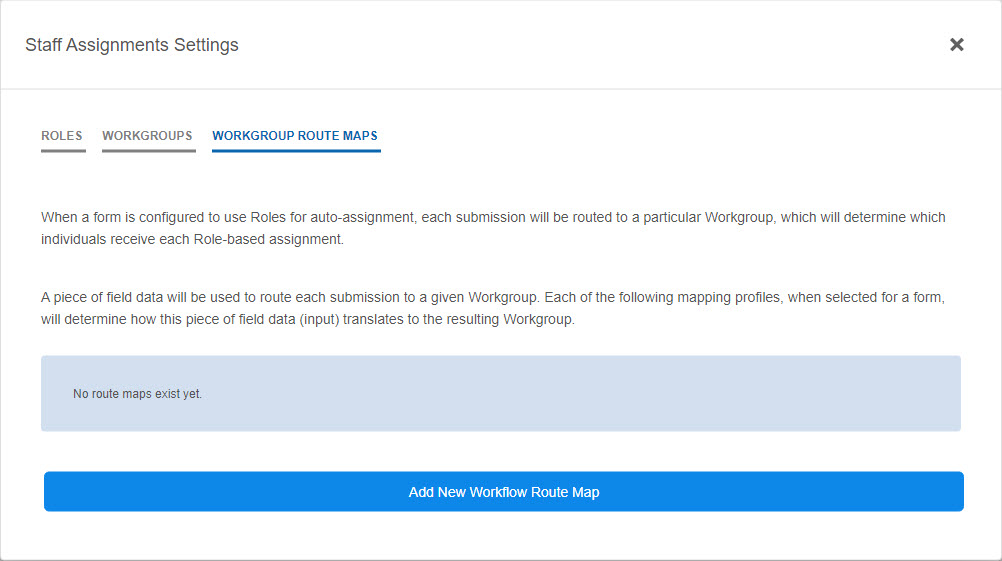 Staff Assignments Settings
ROLES WORKGROUPS WORKGROUP ROUTE MAPS
When a form is configured to use Roles for auto-assignment, each submission will be routed to a particular Workgroup, which will determine which
individuals receive each Role-based assignment.
A piece of field data will be used to route each submission to a given Workgroup. Each of the following mapping profiles, when selected for a form,
will determine how this piece of field data (input) translates to the resulting Workgroup.
No route maps exist yet.
Add New Workflow Route Map